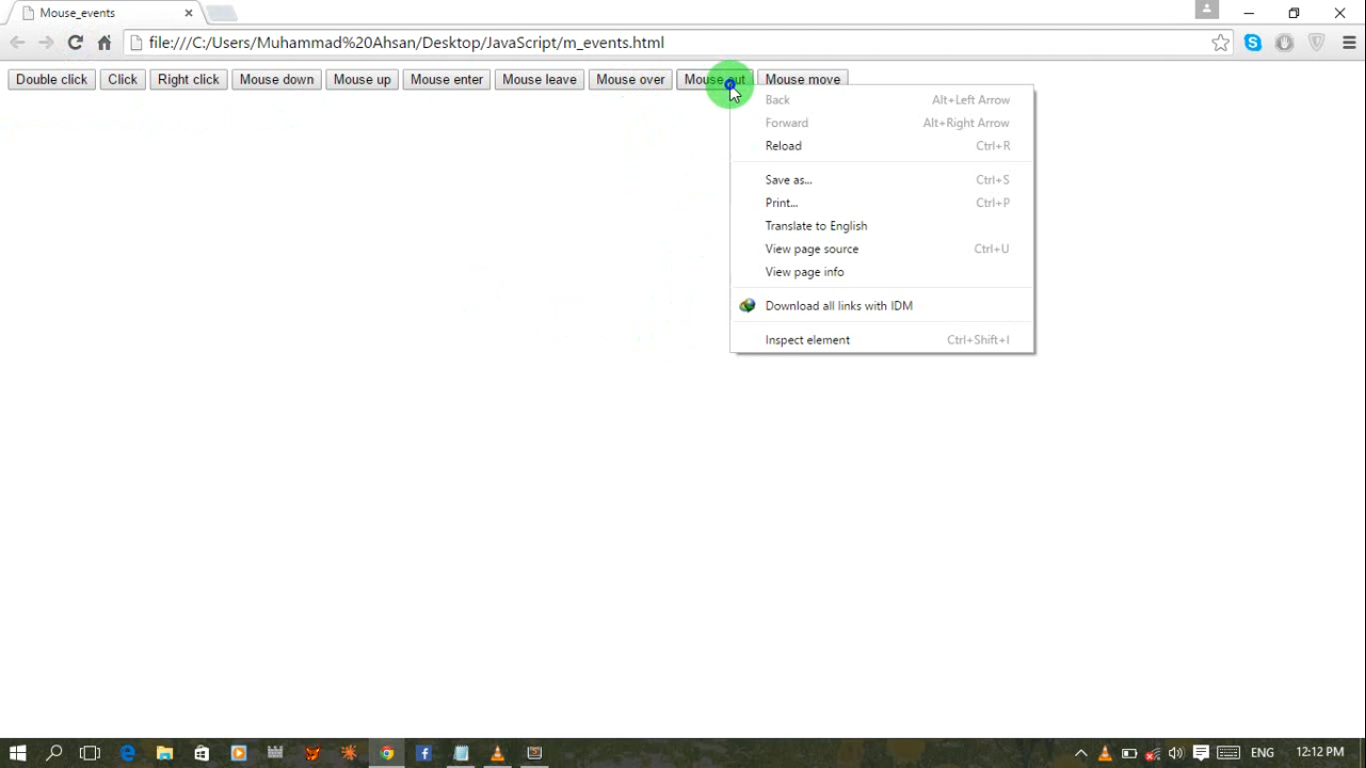 Mouse_events
file:///C:/Users/Muhammad%20Ahsan/Desktop/JavaScript/m_events.html
Double click Click Right click Mouse down Mouse up Mouse enter Mouse leave Mouse over Mouse out Mouse move
Back Alt+Left Arrow
Forward Alt+Right Arrow
Reload Ctrl+R
Save as... Ctrl+S
Print... Ctrl+P
Translate to English
View page source Ctrl+U
View page info
Download all links with IDM
Inspect element Ctrl+Shift+I
ENG 12:12 PM